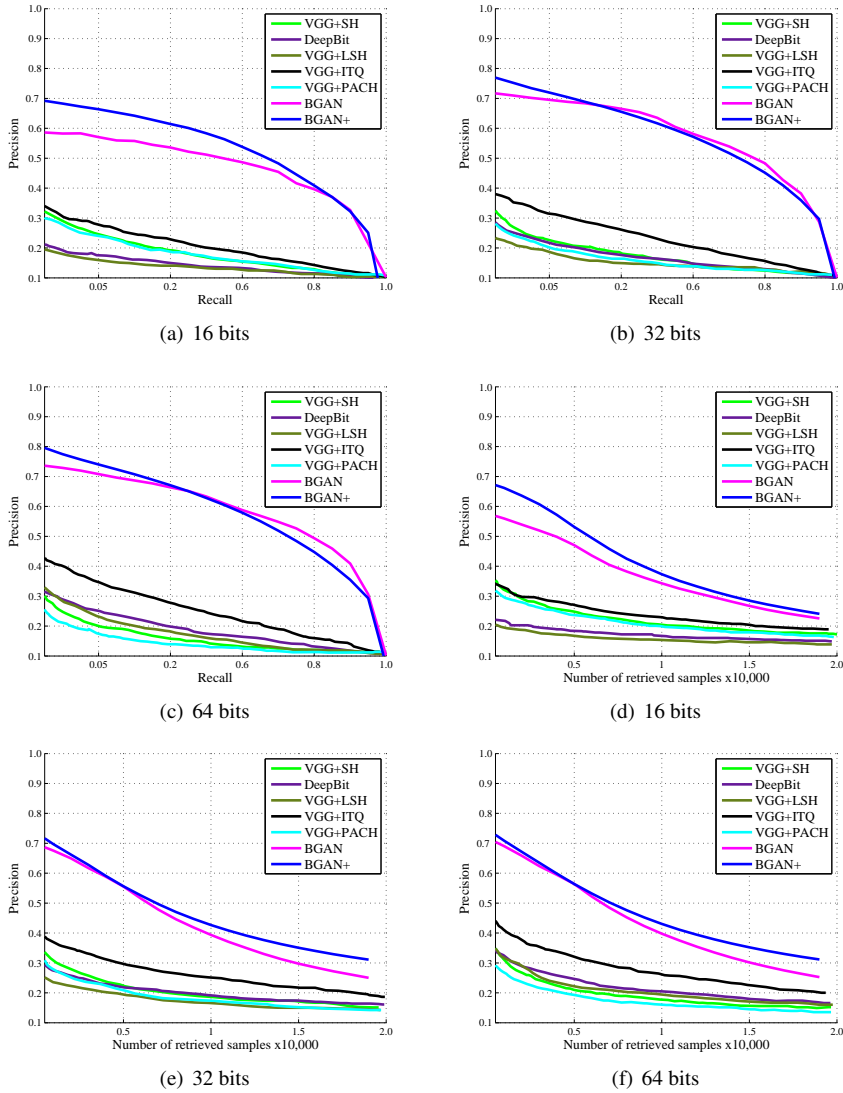 1.0
0.9
0.8
0.7
0.6
0.5
0.4
0.3
0.2
0.1
Precision
0.05 0.2 0.6 0.8 1.0
Recall
VGG+SH
DeepBit
VGG+LSH
VGG+ITQ
VGG+PACH
BGAN
BGAN+
(a) 16 bits
1.0
0.9
0.8
0.7
0.6
0.5
0.4
0.3
0.2
0.1
Precision
0.05 0.2 0.6 0.8 1.0
Recall
VGG+SH
DeepBit
VGG+LSH
VGG+ITQ
VGG+PACH
BGAN
BGAN+
(b) 32 bits
1.0
0.9
0.8
0.7
0.6
0.5
0.4
0.3
0.2
0.1
Precision
0.05 0.2 0.6 0.8 1.0
Recall
VGG+SH
DeepBit
VGG+LSH
VGG+ITQ
VGG+PACH
BGAN
BGAN+
(c) 64 bits
1.0
0.9
0.8
0.7
0.6
0.5
0.4
0.3
0.2
0.1
Precision
0.5 1 1.5 2.0
Number of retrieved samples x10,000
VGG+SH
DeepBit
VGG+LSH
VGG+ITQ
VGG+PACH
BGAN
BGAN+
(d) 16 bits
1.0
0.9
0.8
0.7
0.6
0.5
0.4
0.3
0.2
0.1
Precision
0.5 1 1.5 2.0
Number of retrieved samples x10,000
VGG+SH
DeepBit
VGG+LSH
VGG+ITQ
VGG+PACH
BGAN
BGAN+
(e) 32 bits
1.0
0.9
0.8
0.7
0.6
0.5
0.4
0.3
0.2
0.1
Precision
0.5 1 1.5 2.0
Number of retrieved samples x10,000
VGG+SH
DeepBit
VGG+LSH
VGG+ITQ
VGG+PACH
BGAN
BGAN+
(f) 64 bits